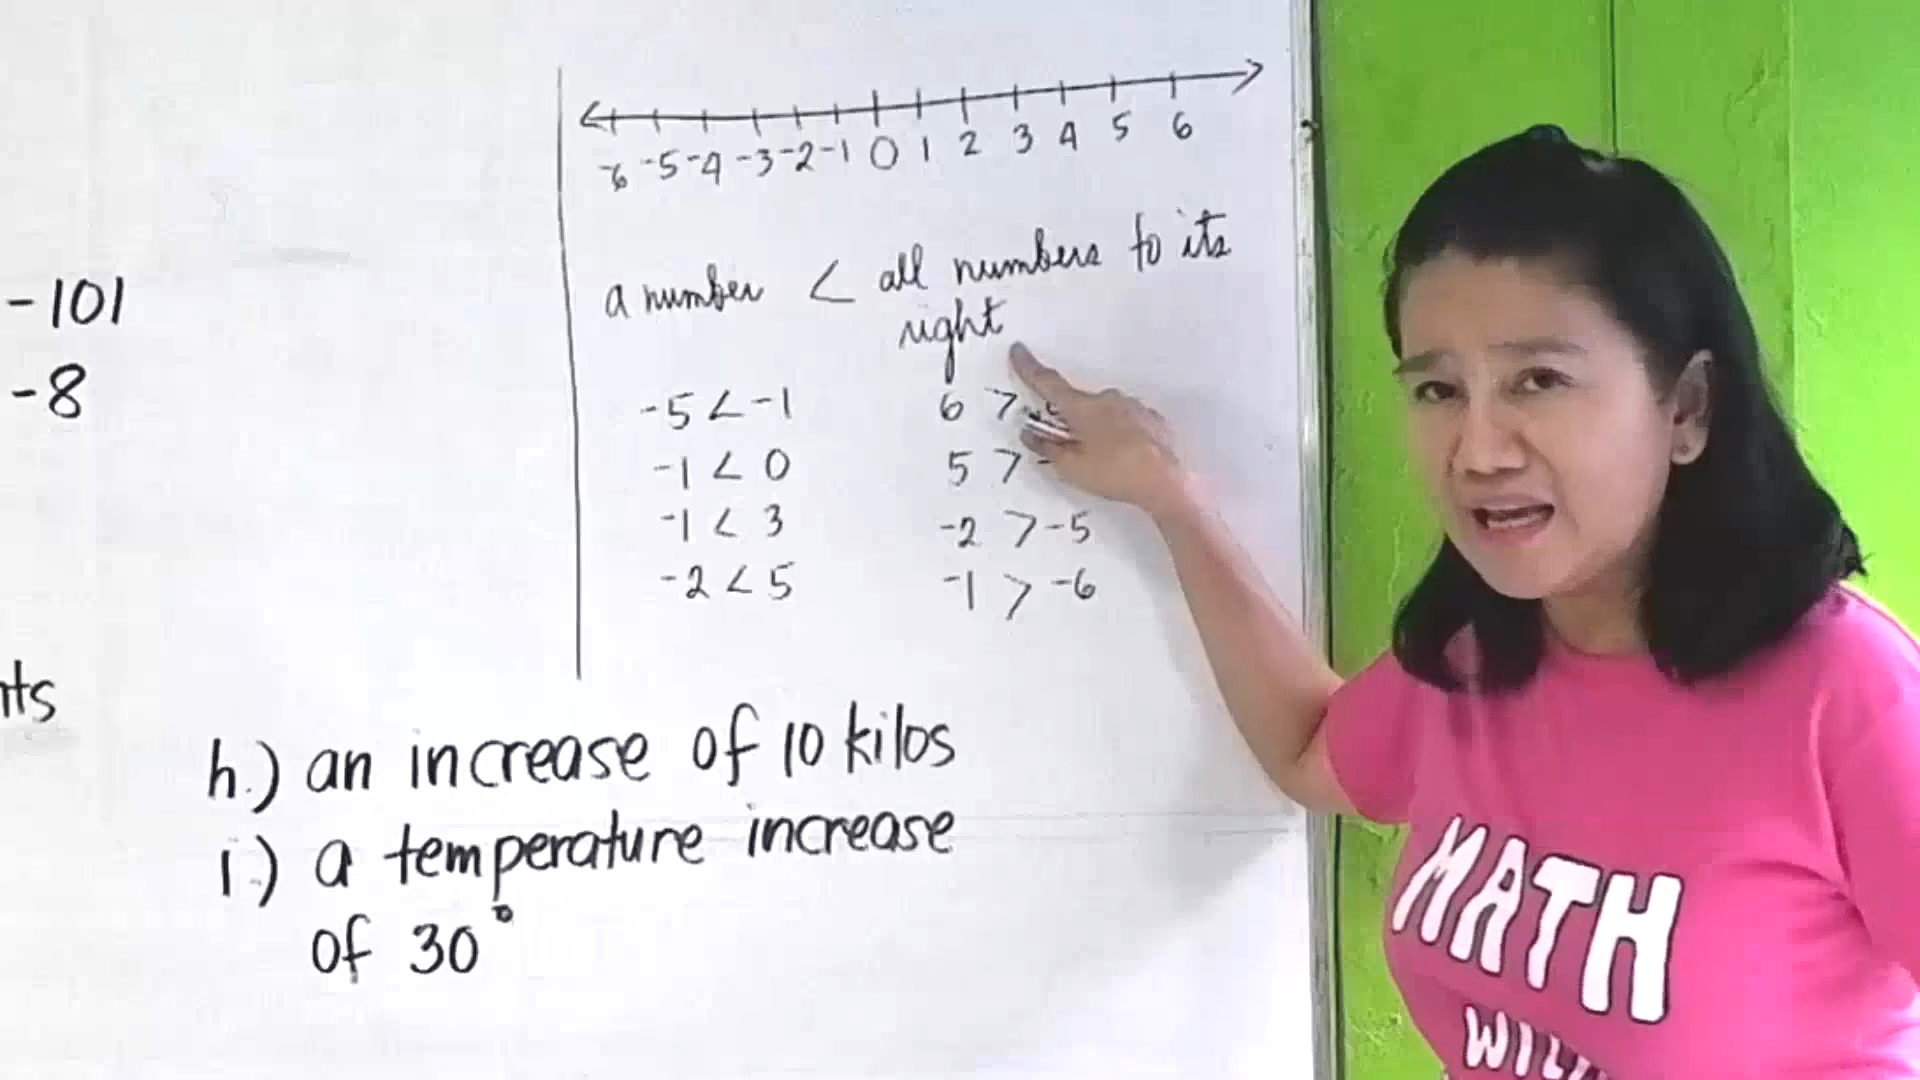 -6 -5 -4 -3 -2 -1 0 1 2 3 4 5 6
a number < all numbers to its
right
-5 < -1
-1 < 0
-1 < 3
-2 < 5
6 >
5 > -
-2 > -5
-1 > -6
-101
-8
h.) an increase of 10 kilos
i.) a temperature increase
of 30°
MATH